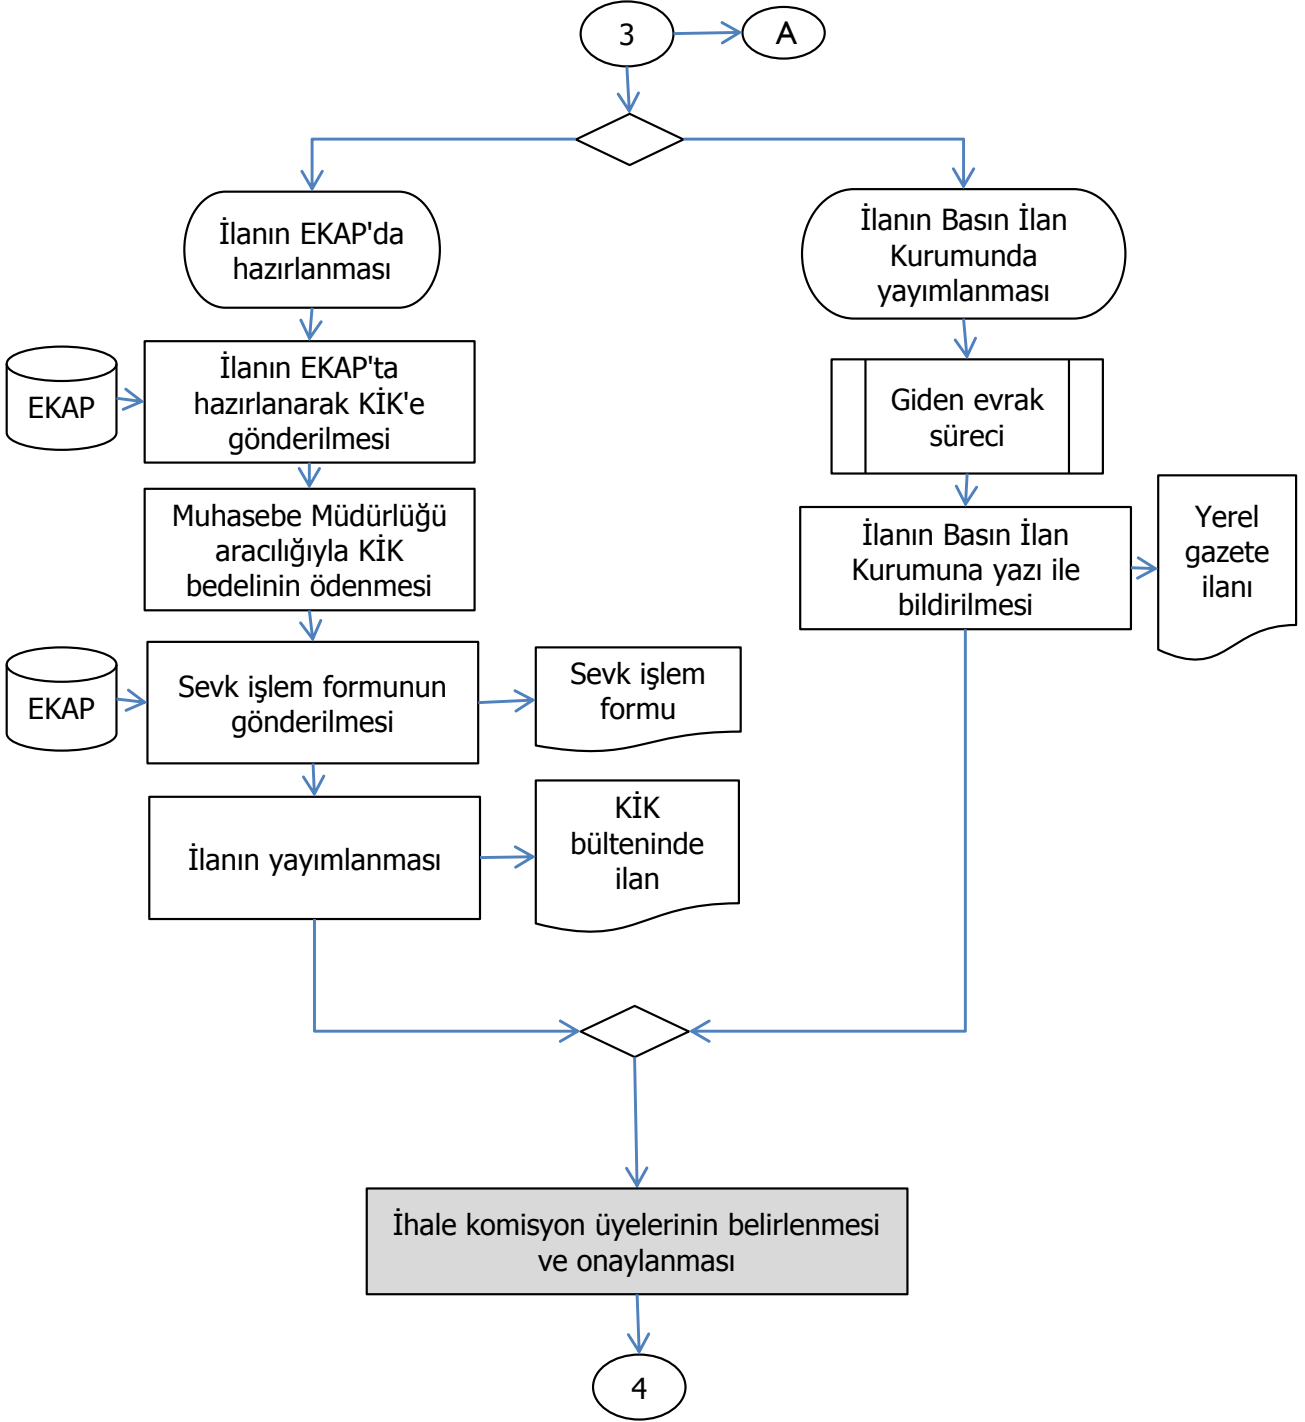 3
A
İlanın EKAP'da
hazırlanması
İlanın Basın İlan
Kurumunda
yayımlanması
EKAP
İlanın EKAP'ta
hazırlanarak KİK'e
gönderilmesi
Giden evrak
süreci
Muhasebe Müdürlüğü
aracılığıyla KİK
bedelinin ödenmesi
İlanın Basın İlan
Kurumuna yazı ile
bildirilmesi
Yerel
gazete
ilanı
EKAP
Sevk işlem formunun
gönderilmesi
Sevk işlem
formu
İlanın yayımlanması
KİK
bülteninde
ilan
İhale komisyon üyelerinin belirlenmesi
ve onaylanması
4